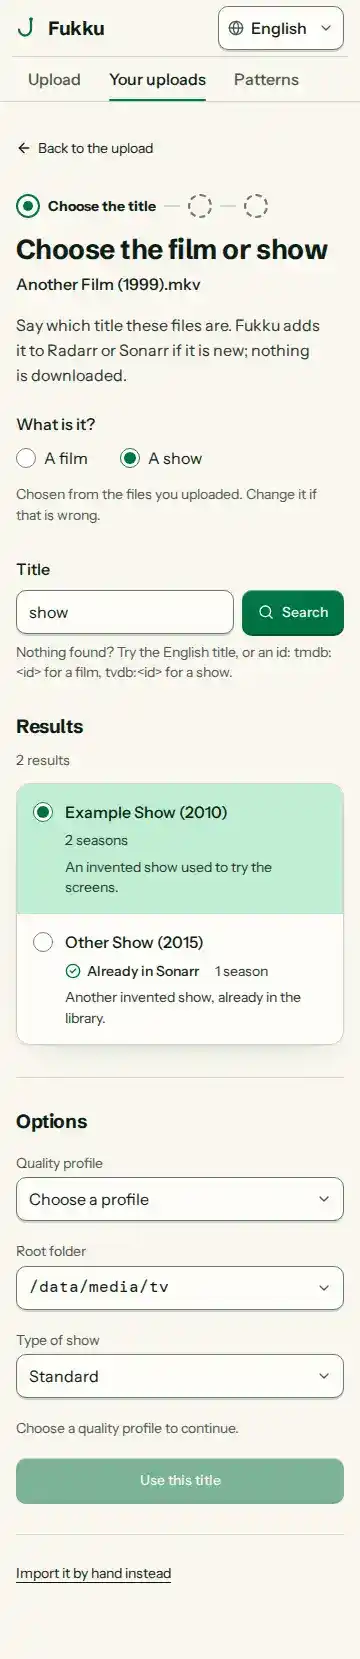 Fukku
English
Upload
Your uploads
Patterns
Back to the upload
Choose the title
Choose the film or show
Another Film (1999).mkv
Say which title these files are. Fukku adds
it to Radarr or Sonarr if it is new; nothing
is downloaded.
What is it?
A film
A show
Chosen from the files you uploaded. Change it if
that is wrong.
Title
show
Search
Nothing found? Try the English title, or an id: tmdb:
<id> for a film, tvdb:<id> for a show.
Results
2 results
Example Show (2010)
2 seasons
An invented show used to try the
screens.
Other Show (2015)
Already in Sonarr 1 season
Another invented show, already in the
library.
Options
Quality profile
Choose a profile
Root folder
/data/media/tv
Type of show
Standard
Choose a quality profile to continue.
Use this title
Import it by hand instead